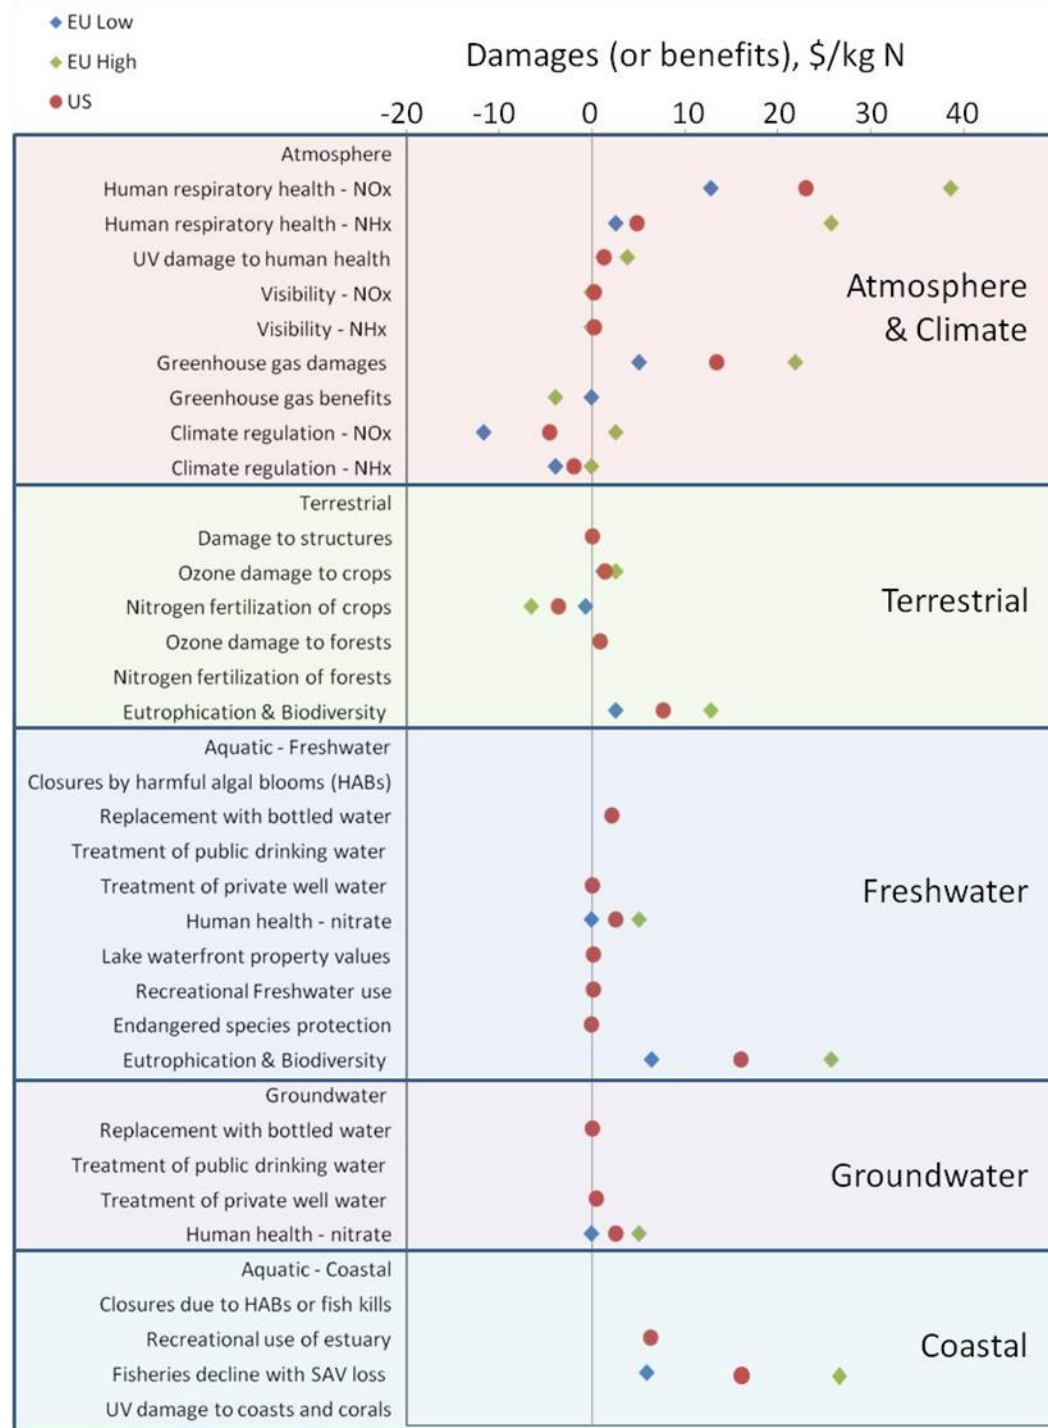 EU Low
EU High
US
Damages (or benefits), $/kg N
-20 -10 0 10 20 30 40
Atmosphere
Human respiratory health - NOx
Human respiratory health - NHx
UV damage to human health
Visibility - NOx
Visibility - NHx
Greenhouse gas damages
Greenhouse gas benefits
Climate regulation - NOx
Climate regulation - NHx
Atmosphere
& Climate
Terrestrial
Damage to structures
Ozone damage to crops
Nitrogen fertilization of crops
Ozone damage to forests
Nitrogen fertilization of forests
Eutrophication & Biodiversity
Terrestrial
Aquatic - Freshwater
Closures by harmful algal blooms (HABs)
Replacement with bottled water
Treatment of public drinking water
Treatment of private well water
Human health - nitrate
Lake waterfront property values
Recreational Freshwater use
Endangered species protection
Eutrophication & Biodiversity
Freshwater
Groundwater
Replacement with bottled water
Treatment of public drinking water
Treatment of private well water
Human health - nitrate
Groundwater
Aquatic - Coastal
Closures due to HABs or fish kills
Recreational use of estuary
Fisheries decline with SAV loss
UV damage to coasts and corals
Coastal